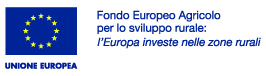 Fondo Europeo Agricolo
per lo sviluppo rurale:
l'Europa investe nelle zone rurali
UNIONE EUROPEA